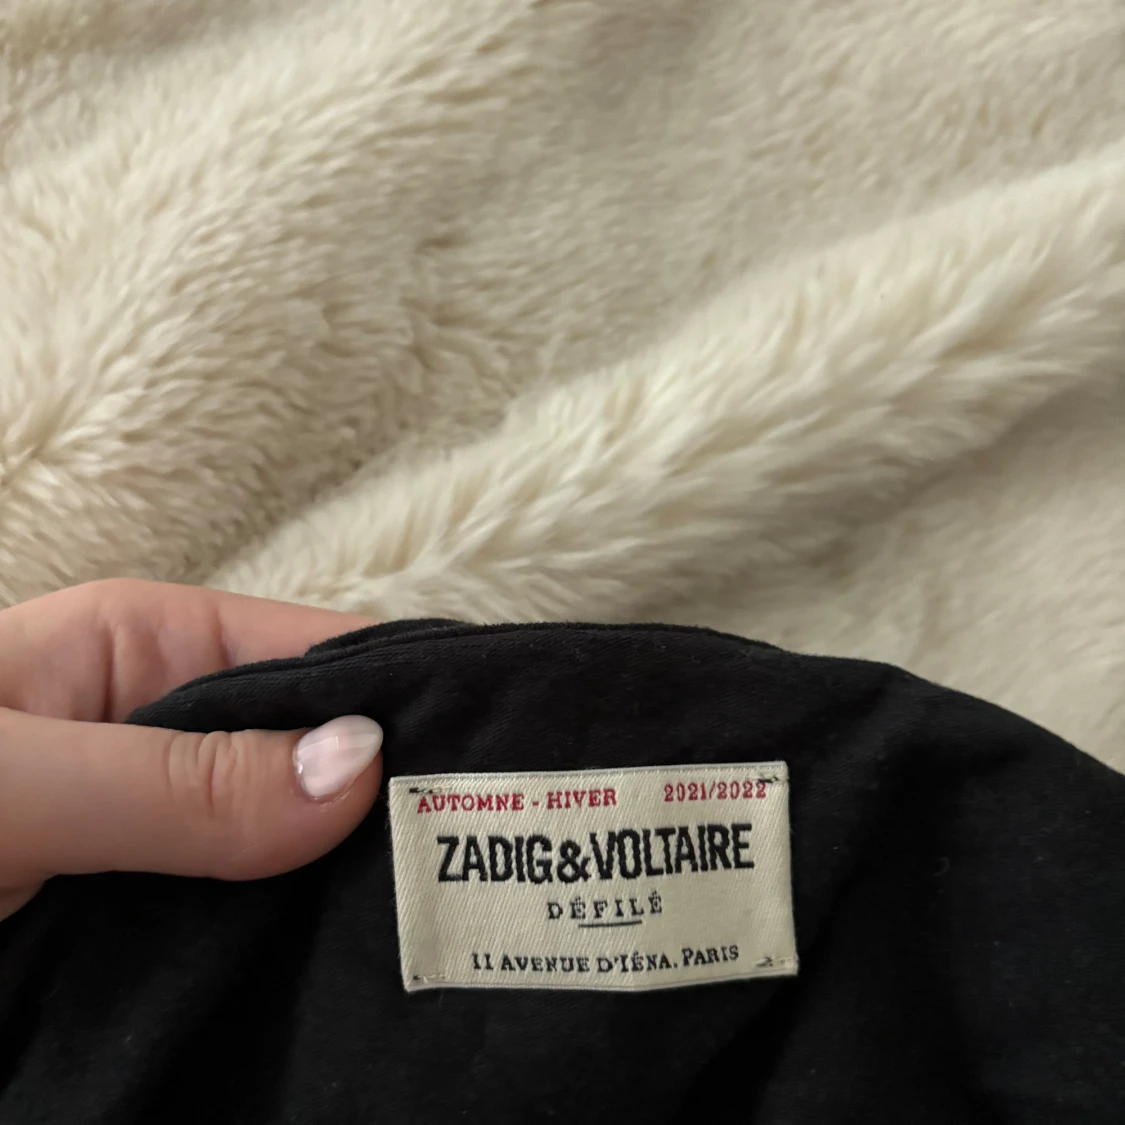 AUTOMNE - HIVER 2021/2022
ZADIG&VOLTAIRE
DÉFILÉ
11 AVENUE D'IÉNA. PARIS